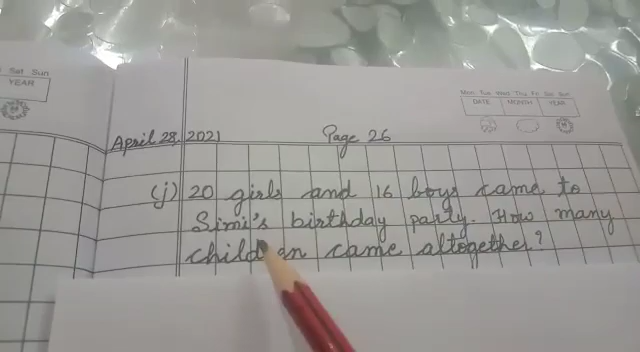 Sat Sun
YEAR
Mon Tue Wed Thu Fri Sat Sun
DATE MONTH YEAR
April 28, 2021 Page 26
(j) 20 girls and 16 boys came to
Simi's birthday party. How many
children came altogether?